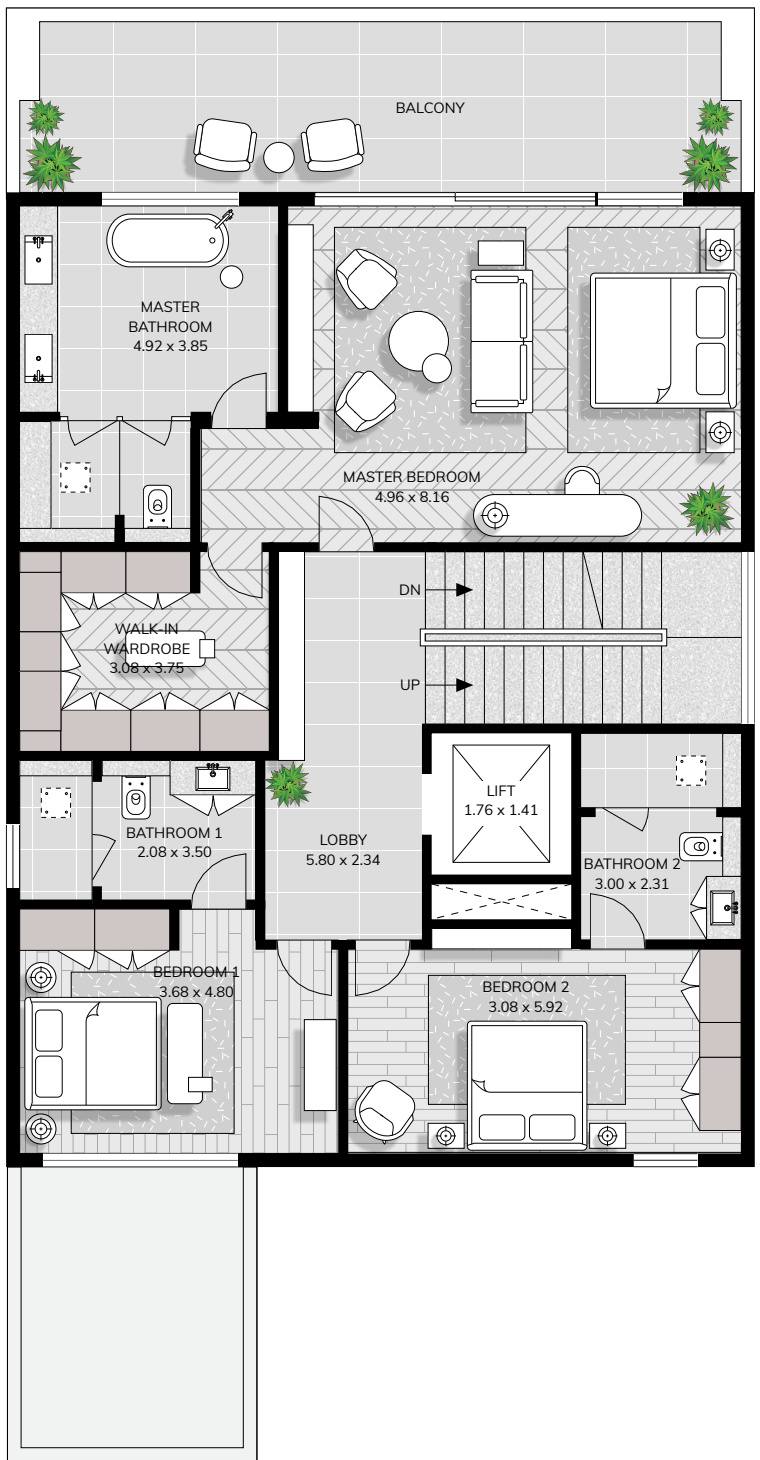 BALCONY
MASTER
BATHROOM
4.92 x 3.85
MASTER BEDROOM
4.96 x 8.16
DN
WALK-IN
WARDROBE
3.08 x 3.75
UP
LIFT
1.76 x 1.41
BATHROOM 1
2.08 x 3.50
LOBBY
5.80 x 2.34
BATHROOM 2
3.00 x 2.31
BEDROOM 1
3.68 x 4.80
BEDROOM 2
3.08 x 5.92